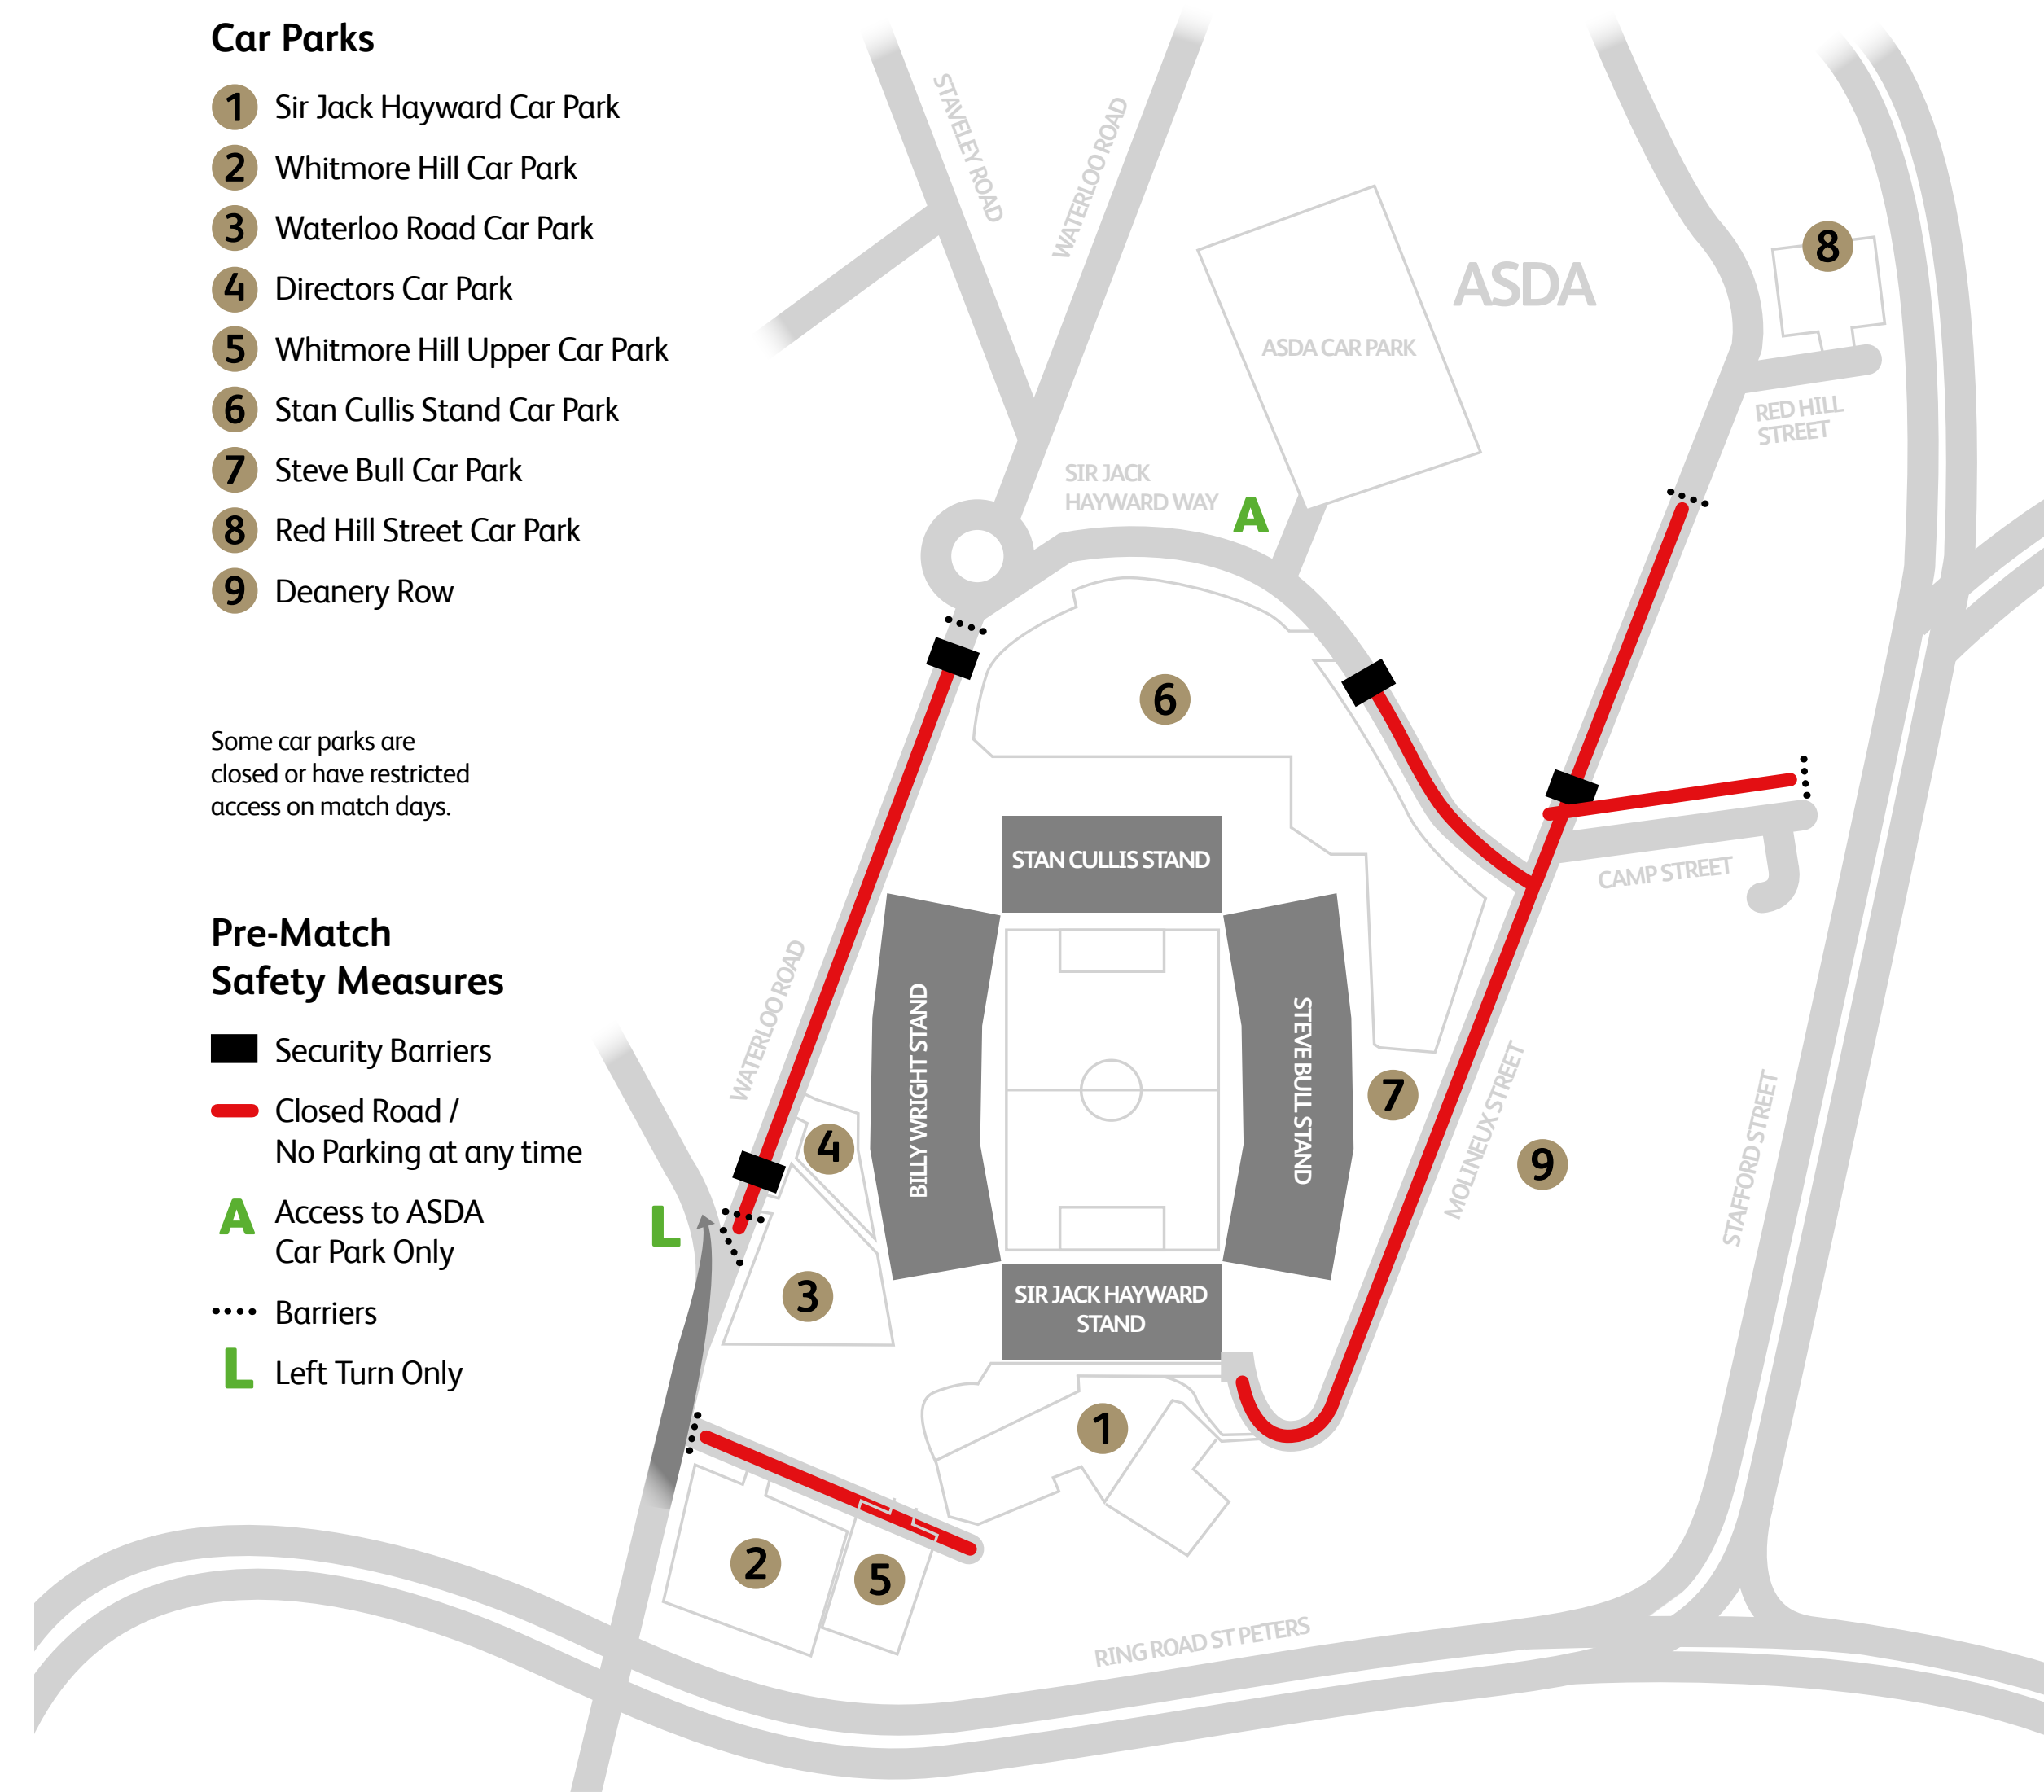 Car Parks
1 Sir Jack Hayward Car Park
2 Whitmore Hill Car Park
3 Waterloo Road Car Park
4 Directors Car Park
5 Whitmore Hill Upper Car Park
6 Stan Cullis Stand Car Park
7 Steve Bull Car Park
8 Red Hill Street Car Park
9 Deanery Row
Some car parks are
closed or have restricted
access on match days.
Pre-Match
Safety Measures
Security Barriers
Closed Road /
No Parking at any time
A Access to ASDA
Car Park Only
Barriers
L Left Turn Only
STAVELEY ROAD
WATERLOO ROAD
ASDA
ASDA CAR PARK
8
RED HILL
STREET
SIR JACK
HAYWARD WAY
A
6
CAMP STREET
STAN CULLIS STAND
WATERLOO ROAD
BILLY WRIGHT STAND
STEVE BULL STAND
7
MOLINEUX STREET
9
STAFFORD STREET
4
L
3
SIR JACK HAYWARD
STAND
1
2
5
RING ROAD ST PETERS